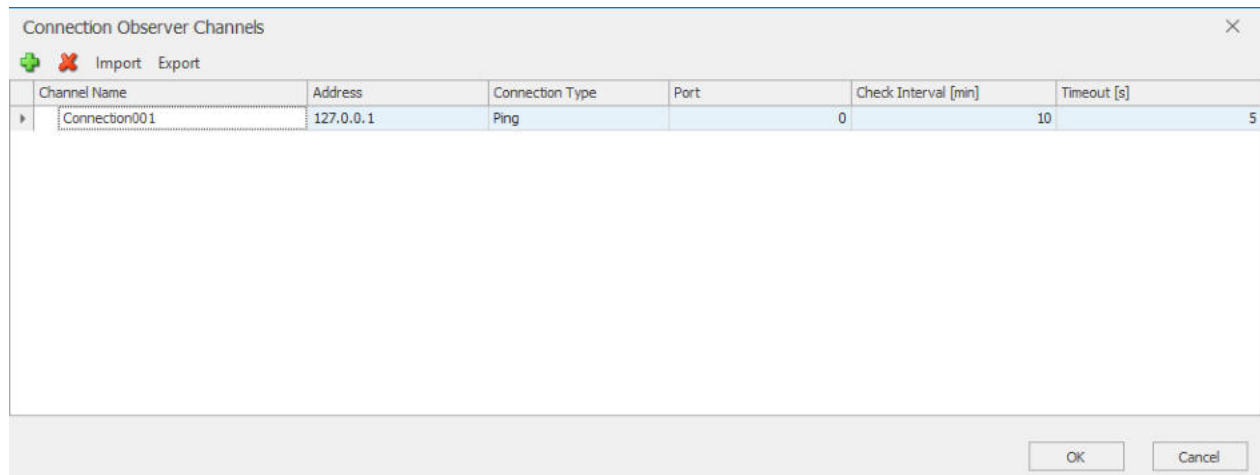 Connection Observer Channels
Import Export
Channel Name Address Connection Type Port Check Interval [min] Timeout [s]
Connection001 127.0.0.1 Ping 0 10 5
OK Cancel